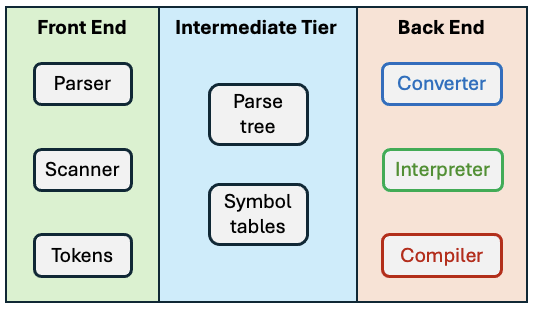 Front End
Parser
Scanner
Tokens
Intermediate Tier
Parse
tree
Symbol
tables
Back End
Converter
Interpreter
Compiler